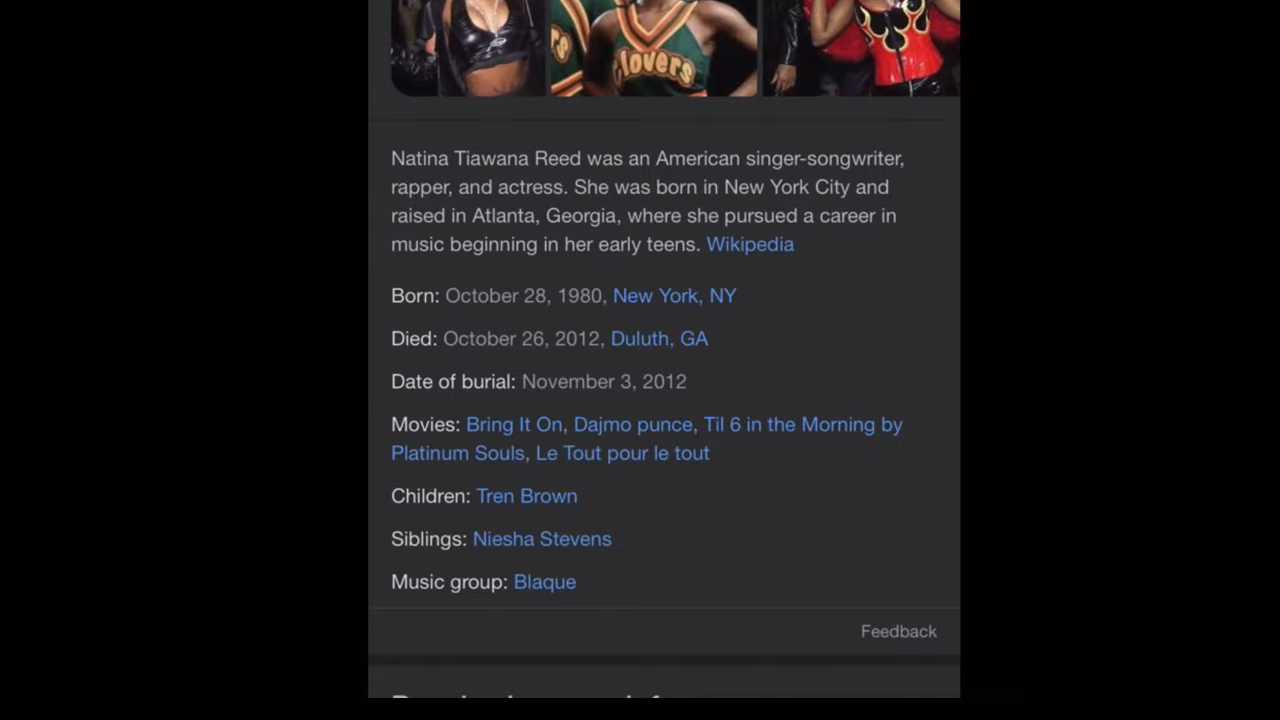 lovers
Natina Tiawana Reed was an American singer-songwriter,
rapper, and actress. She was born in New York City and
raised in Atlanta, Georgia, where she pursued a career in
music beginning in her early teens. Wikipedia
Born: October 28, 1980, New York, NY
Died: October 26, 2012, Duluth, GA
Date of burial: November 3, 2012
Movies: Bring It On, Dajmo punce, Til 6 in the Morning by
Platinum Souls, Le Tout pour le tout
Children: Tren Brown
Siblings: Niesha Stevens
Music group: Blaque
Feedback